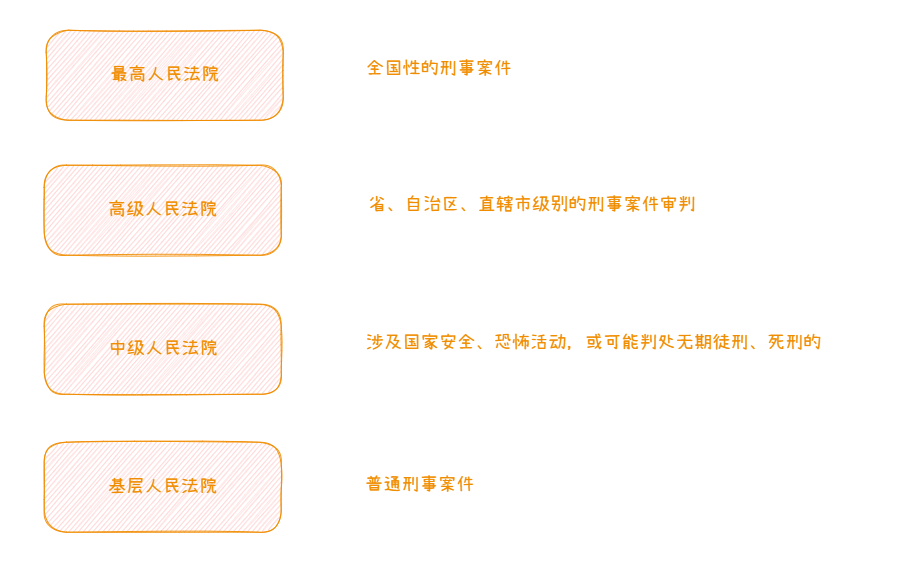 最高人民法院
全国性的刑事案件
高级人民法院
省、自治区、直辖市级别的刑事案件审判
中级人民法院
涉及国家安全、恐怖活动，或可能判处无期徒刑、死刑的
基层人民法院
普通刑事案件